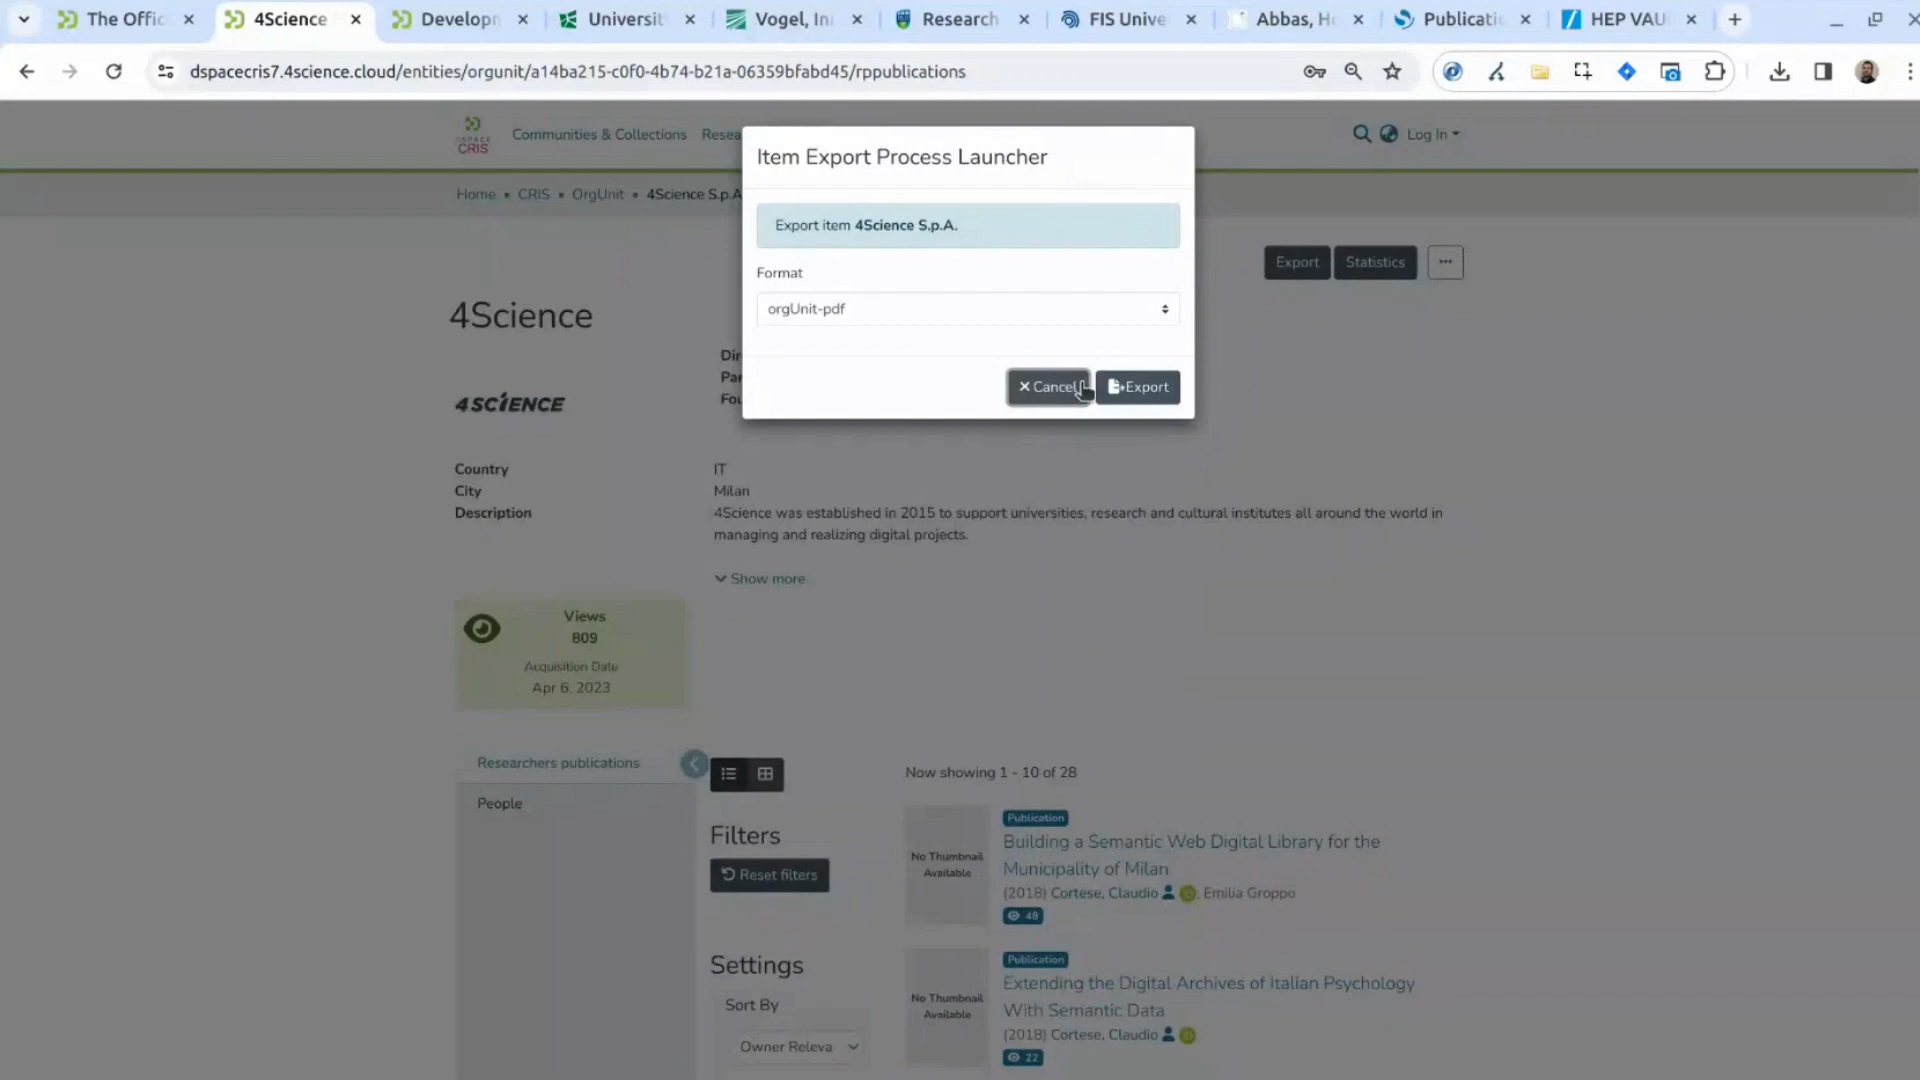 The Offic
4Science
Developm
Universit
Vogel, In
Research
FIS Unive
Abbas, H
Publicati
HEP VAU
dspacecris7.4science.cloud/entities/orgunit/a14ba215-c0f0-4b74-b21a-06359bfabd45/rppublications
DSPACE
CRIS
Communities & Collections
Resea
Log In
Home • CRIS • OrgUnit • 4Science S.p.A
Item Export Process Launcher
Export item 4Science S.p.A.
Format
orgUnit-pdf
Cancel
Export
Export
Statistics
...
4Science
Dir
Par
Fou
4SCIENCE
Country
IT
City
Milan
Description
4Science was established in 2015 to support universities, research and cultural institutes all around the world in
managing and realizing digital projects.
Show more
Views
809
Acquisition Date
Apr 6, 2023
Researchers publications
People
Now showing 1 - 10 of 28
Filters
Reset filters
Settings
Sort By
Owner Releva
No Thumbnail
Available
Publication
Building a Semantic Web Digital Library for the
Municipality of Milan
(2018) Cortese, Claudio , Emilia Groppo
48
No Thumbnail
Available
Publication
Extending the Digital Archives of Italian Psychology
With Semantic Data
(2018) Cortese, Claudio
22